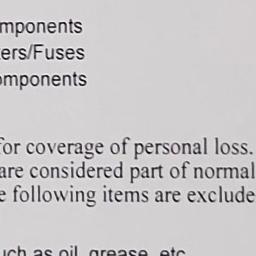 mponents
ers/Fuses
omponents
for coverage of personal loss.
are considered part of normal
e following items are exclude
uch as oil, grease, etc